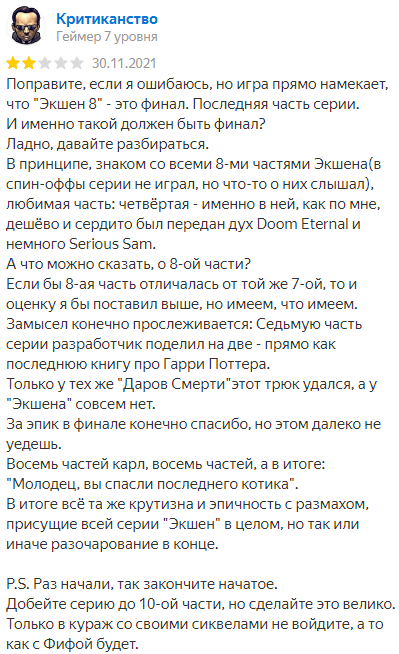 Критиканство
Геймер 7 уровня
30.11.2021
Поправите, если я ошибаюсь, но игра прямо намекает,
что "Экшен 8" - это финал. Последняя часть серии.
И именно такой должен быть финал?
Ладно, давайте разбираться.
В принципе, знаком со всеми 8-ми частями Экшена(в
спин-оффы серии не играл, но что-то о них слышал),
любимая часть: четвёртая - именно в ней, как по мне,
дешёво и сердито был передан дух Doom Eternal и
немного Serious Sam.
А что можно сказать, о 8-ой части?
Если бы 8-ая часть отличалась от той же 7-ой, то и
оценку я бы поставил выше, но имеем, что имеем.
Замысел конечно прослеживается: Седьмую часть
серии разработчик поделил на две - прямо как
последнюю книгу про Гарри Поттера.
Только у тех же "Даров Смерти"этот трюк удался, а у
"Экшена" совсем нет.
За эпик в финале конечно спасибо, но этом далеко не
уедешь.
Восемь частей карл, восемь частей, а в итоге:
"Молодец, вы спасли последнего котика".
В итоге всё та же крутизна и эпичность с размахом,
присущие всей серии "Экшен" в целом, но так или
иначе разочарование в конце.
P.S. Раз начали, так закончите начатое.
Добейте серию до 10-ой части, но сделайте это велико.
Только в кураж со своими сиквелами не войдите, а то
как с Фифой будет.